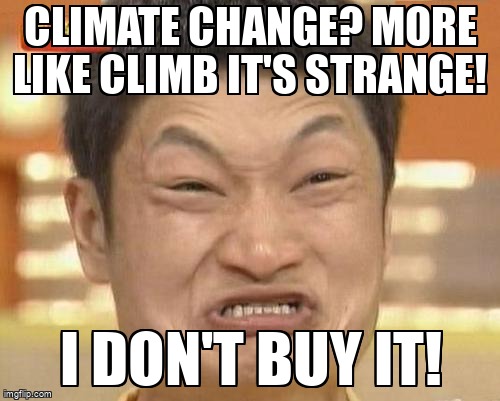 CLIMATE CHANGE? MORE
LIKE CLIMB IT'S STRANGE!
I DON'T BUY IT!
imgflip.com